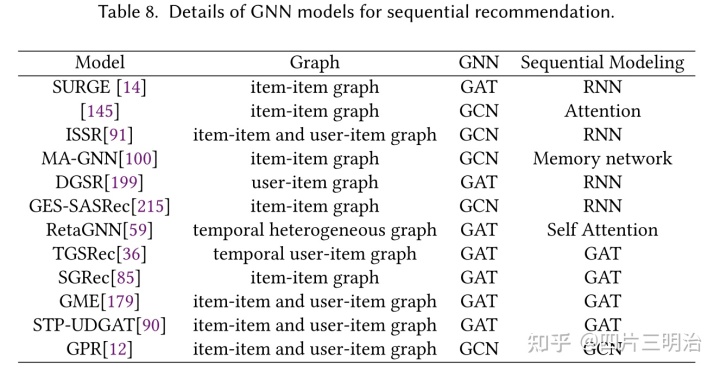 Table 8. Details of GNN models for sequential recommendation.
Model Graph GNN Sequential Modeling
SURGE [14] item-item graph GAT RNN
[145] item-item graph GCN Attention
ISSR[91] item-item and user-item graph GCN RNN
MA-GNN[100] item-item graph GCN Memory network
DGSR[199] user-item graph GAT RNN
GES-SASRec[215] item-item graph GCN RNN
RetaGNN[59] temporal heterogeneous graph GAT Self Attention
TGSRec[36] temporal user-item graph GAT GAT
SGRec[85] item-item graph GAT GAT
GME[179] item-item and user-item graph GAT GAT
STP-UDGAT[90] item-item and user-item graph GAT GAT
GPR[12] item-item and user-item graph GCN GCN
知乎 @四片三明治